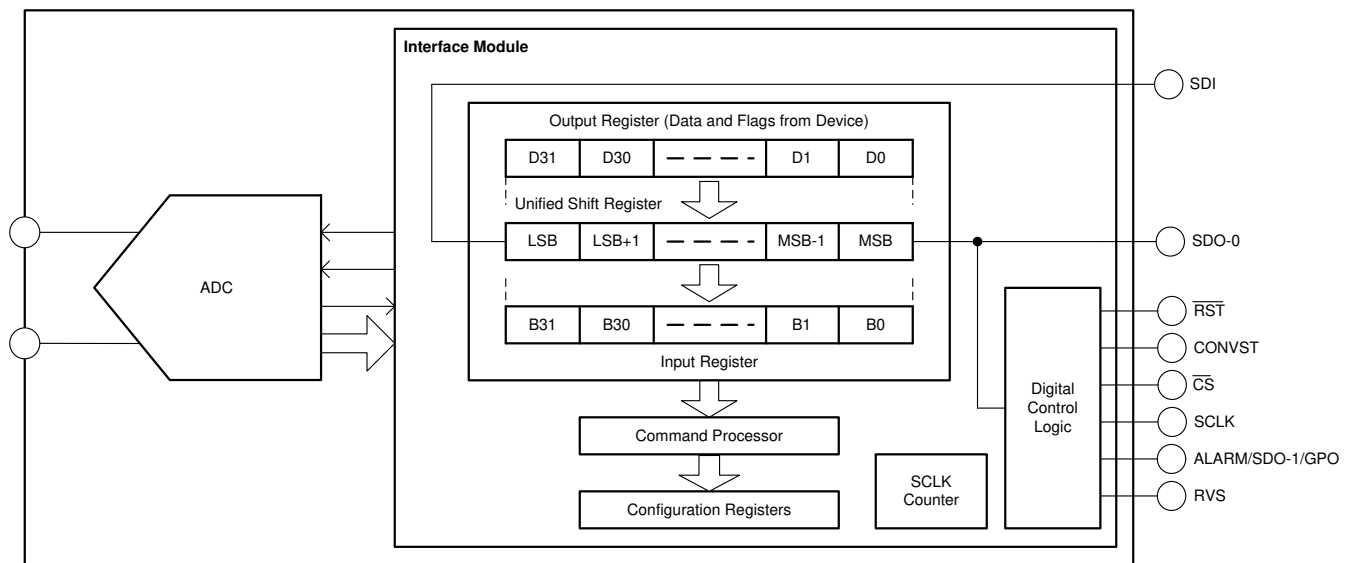 Interface Module
SDI
Output Register (Data and Flags from Device)
D31 D30 D1 D0
Unified Shift Register
LSB LSB+1 MSB-1 MSB
SDO-0
ADC
B31 B30 B1 B0
Input Register
RST
CONVST
CS
SCLK
ALARM/SDO-1/GPO
RVS
Digital
Control
Logic
Command Processor
SCLK
Counter
Configuration Registers